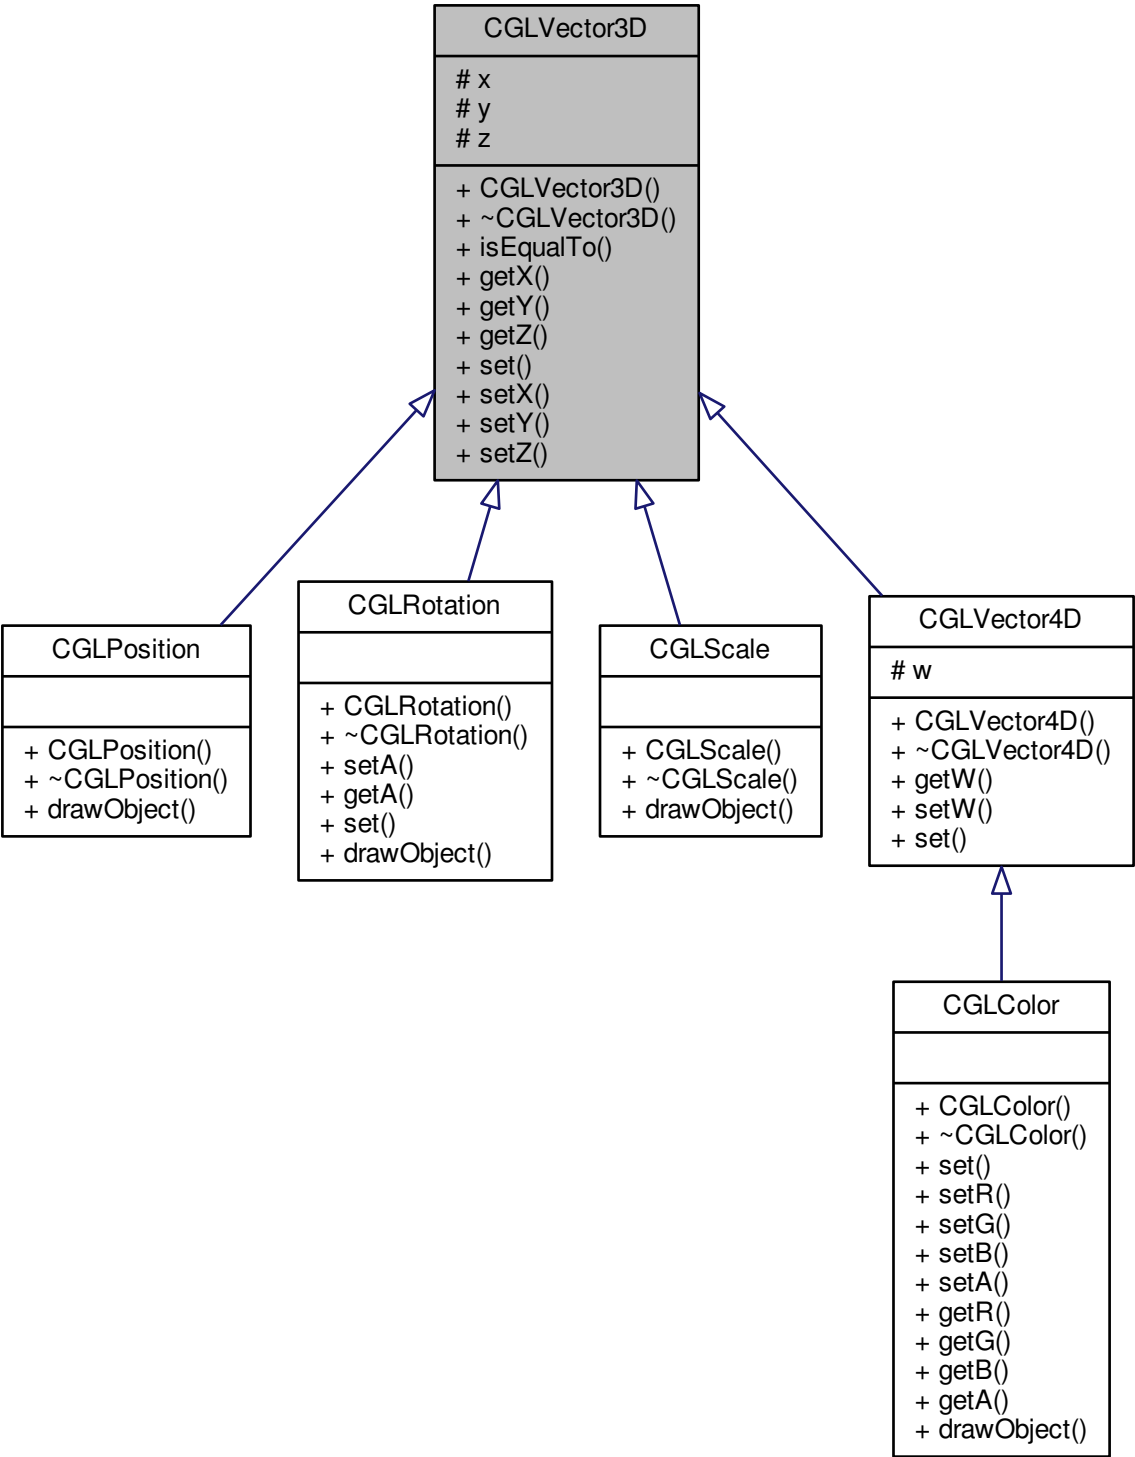 CGLVector3D
# x
# y
# z
+ CGLVector3D()
+ ~CGLVector3D()
+ isEqualTo()
+ getX()
+ getY()
+ getZ()
+ set()
+ setX()
+ setY()
+ setZ()
CGLPosition
+ CGLPosition()
+ ~CGLPosition()
+ drawObject()
CGLRotation
+ CGLRotation()
+ ~CGLRotation()
+ setA()
+ getA()
+ set()
+ drawObject()
CGLScale
+ CGLScale()
+ ~CGLScale()
+ drawObject()
CGLVector4D
# w
+ CGLVector4D()
+ ~CGLVector4D()
+ getW()
+ setW()
+ set()
CGLColor
+ CGLColor()
+ ~CGLColor()
+ set()
+ setR()
+ setG()
+ setB()
+ setA()
+ getR()
+ getG()
+ getB()
+ getA()
+ drawObject()